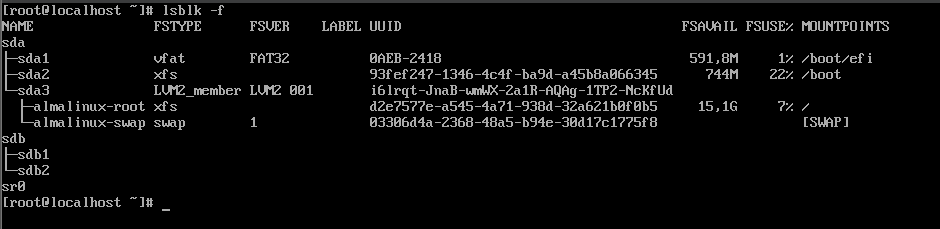 [root@localhost ~]# lsblk -f
NAME FSTYPE FSVER LABEL UUID FSAVAIL FSUSE% MOUNTPOINTS
sda
├─sda1 vfat FAT32 0AEB-2418 591,8M 1% /boot/efi
├─sda2 xfs 93fef247-1346-4c4f-ba9d-a45b8a066345 744M 22% /boot
└─sda3 LVM2_member LVM2 001 i6lrqt-JnaB-wmWX-2a1R-AQAg-1TP2-NcKfUd
├─almalinux-root xfs d2e7577e-a545-4a71-938d-32a621b0f0b5 15,1G 7% /
└─almalinux-swap swap 1 03306d4a-2368-48a5-b94e-30d17c1775f8 [SWAP]
sdb
├─sdb1
└─sdb2
sr0
[root@localhost ~]# _